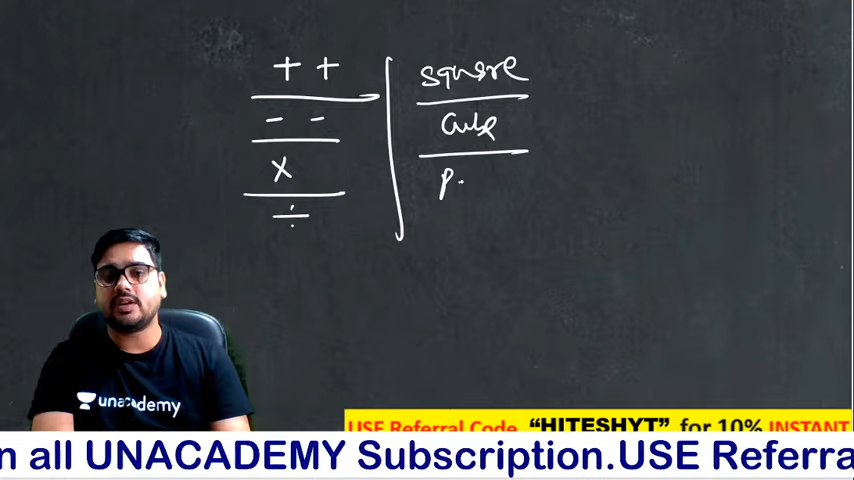 + +
- -
×
÷
square
cube
P.
unacademy
USE Referral Code "HITESHYT" for 10% INSTANT
n all UNACADEMY Subscription.USE Referra